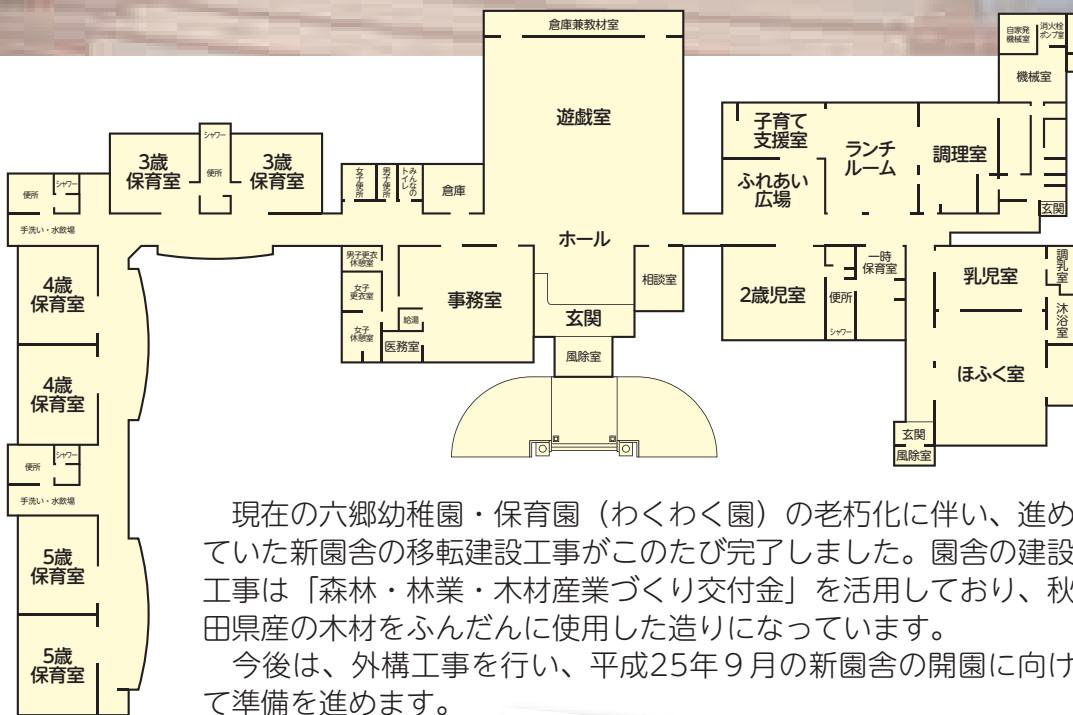 倉庫兼教材室
遊戯室
自家発
機械室
消火栓
ポンプ室
機械室
シャワー
3歳
保育室
便所
3歳
保育室
便所
シャワー
手洗い・水飲場
女子便所
男子便所
みんなの
トイレ
倉庫
子育て
支援室
ふれあい
広場
ランチ
ルーム
調理室
玄関
ホール
4歳
保育室
男子更衣
休憩室
女子
更衣室
女子
休憩室
給湯
医務室
事務室
相談室
玄関
風除室
2歳児室
一時
保育室
便所
シャワー
乳児室
調乳室
沐浴室
ほふく室
4歳
保育室
玄関
風除室
便所
シャワー
手洗い・水飲場
5歳
保育室
5歳
保育室
現在の六郷幼稚園・保育園（わくわく園）の老朽化に伴い、進め
ていた新園舎の移転建設工事がこのたび完了しました。園舎の建設
工事は「森林・林業・木材産業づくり交付金」を活用しており、秋
田県産の木材をふんだんに使用した造りになっています。
今後は、外構工事を行い、平成25年９月の新園舎の開園に向け
て準備を進めます。